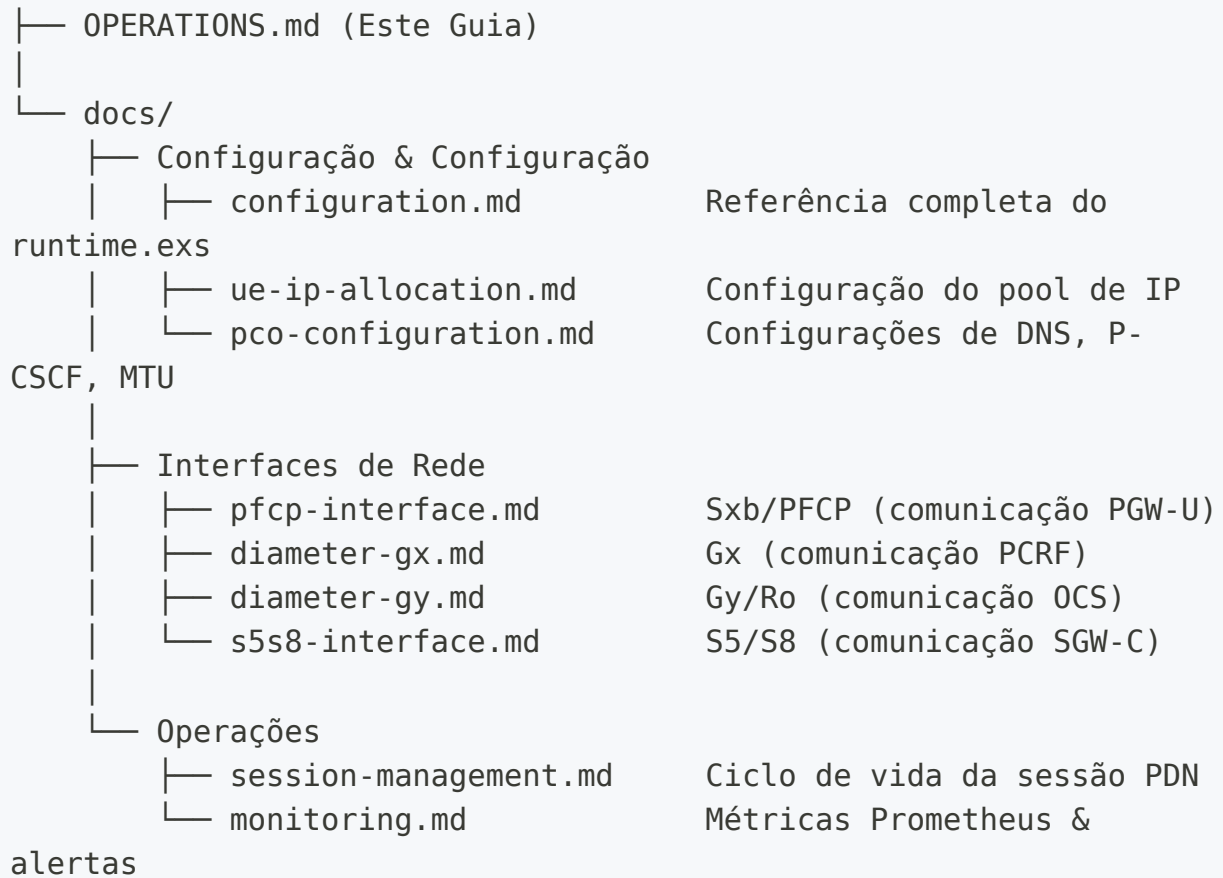 ├── OPERATIONS.md (Este Guia)
│
└── docs/
    ├── Configuração & Configuração
    │   ├── configuration.md        Referência completa do
runtime.exs
    │   ├── ue-ip-allocation.md     Configuração do pool de IP
    │   └── pco-configuration.md    Configurações de DNS, P-
CSCF, MTU
    │
    ├── Interfaces de Rede
    │   ├── pfcp-interface.md       Sxb/PFCP (comunicação PGW-U)
    │   ├── diameter-gx.md          Gx (comunicação PCRF)
    │   ├── diameter-gy.md          Gy/Ro (comunicação OCS)
    │   └── s5s8-interface.md       S5/S8 (comunicação SGW-C)
    │
    └── Operações
        ├── session-management.md   Ciclo de vida da sessão PDN
        └── monitoring.md           Métricas Prometheus &
alertas